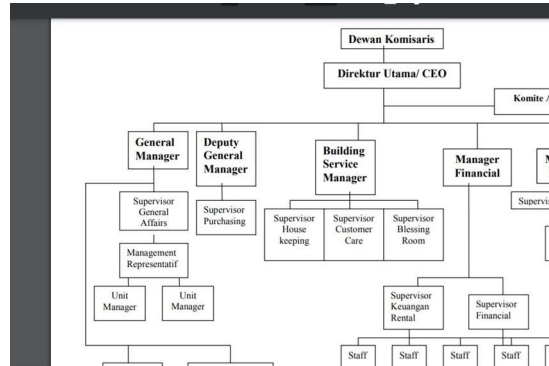 Dewan Komisaris
Direktur Utama/ CEO
Komite /
General
Manager
Deputy
General
Manager
Building
Service
Manager
Manager
Financial
Supervisor
General
Affairs
Supervisor
Purchasing
Supervisor
House
keeping
Supervisor
Customer
Care
Supervisor
Blessing
Room
Management
Representatif
Unit
Manager
Unit
Manager
Supervisor
Keuangan
Rental
Supervisor
Financial
Staff
Staff
Staff
Staff